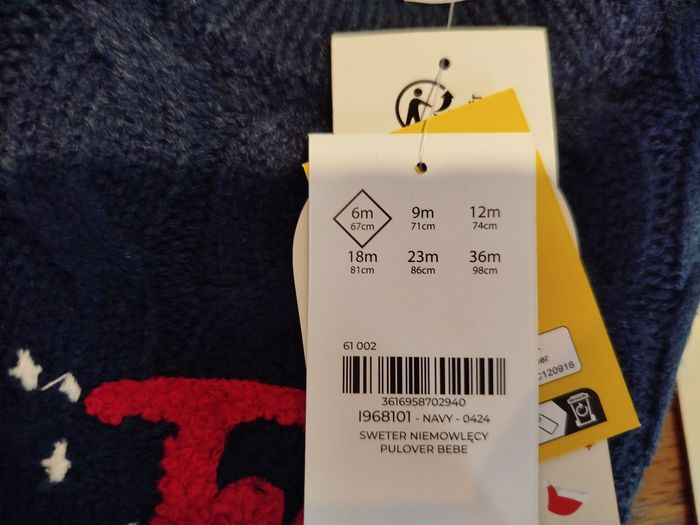 6m 9m 12m
67cm 71cm 74cm
18m 23m 36m
81cm 86cm 98cm
61 002
3616958702940
I968101 - NAVY - 0424
SWETER NIEMOWLĘCY
PULOVER BEBE
C120916